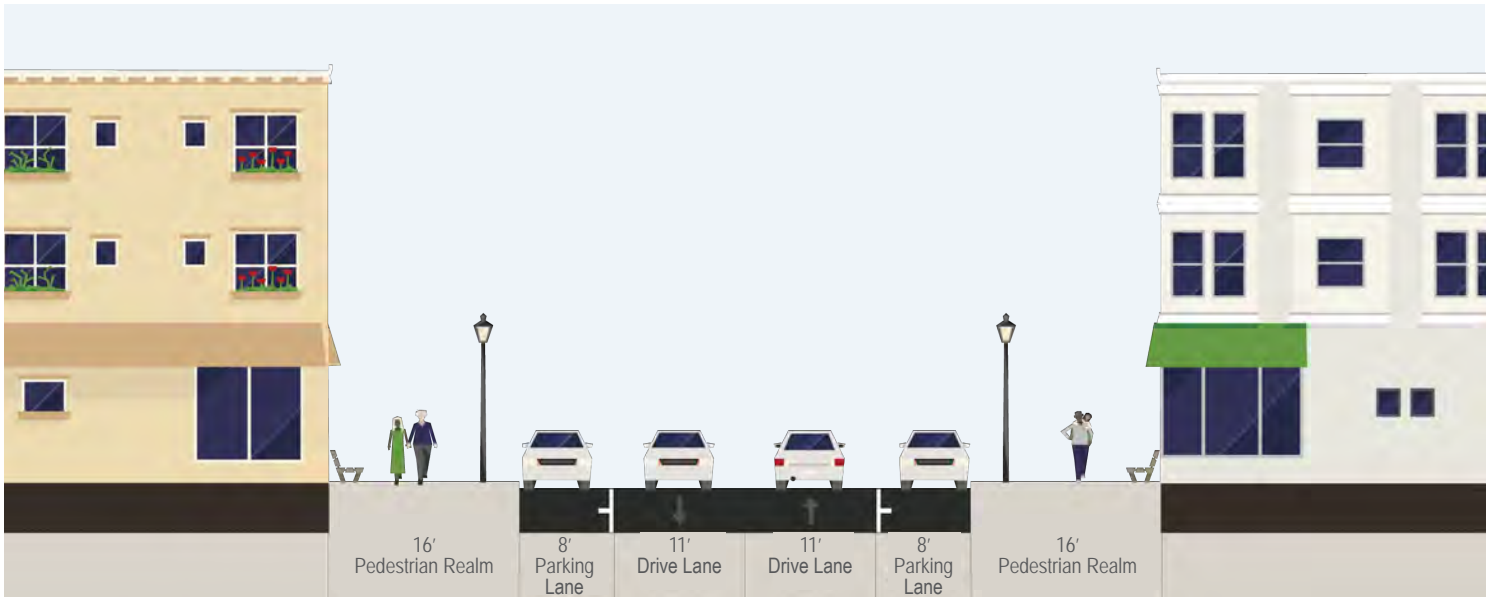 16′
Pedestrian Realm
8′
Parking
Lane
11′
Drive Lane
11′
Drive Lane
8′
Parking
Lane
16′
Pedestrian Realm